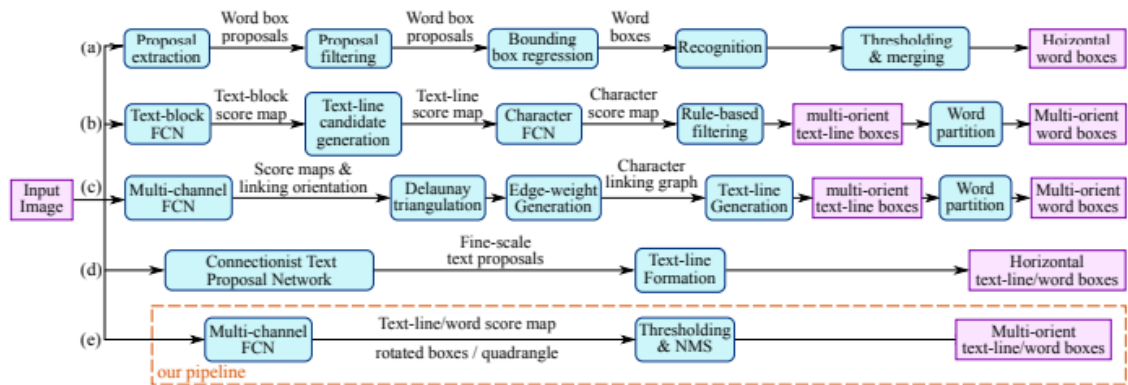 (a)
Proposal
extraction
Word box
proposals
Proposal
filtering
Word box
proposals
Bounding
box regression
Word
boxes
Recognition
Thresholding
& merging
Hoizontal
word boxes
(b)
Text-block
FCN
Text-block
score map
Text-line
candidate
generation
Text-line
score map
Character
FCN
Character
score map
Rule-based
filtering
multi-orient
text-line boxes
Word
partition
Multi-orient
word boxes
Input
Image
(c)
Multi-channel
FCN
Score maps &
linking orientation
Delaunay
triangulation
Edge-weight
Generation
Character
linking graph
Text-line
Generation
multi-orient
text-line boxes
Word
partition
Multi-orient
word boxes
(d)
Connectionist Text
Proposal Network
Fine-scale
text proposals
Text-line
Formation
Horizontal
text-line/word boxes
(e)
Multi-channel
FCN
Text-line/word score map
rotated boxes / quadrangle
Thresholding
& NMS
Multi-orient
text-line/word boxes
our pipeline